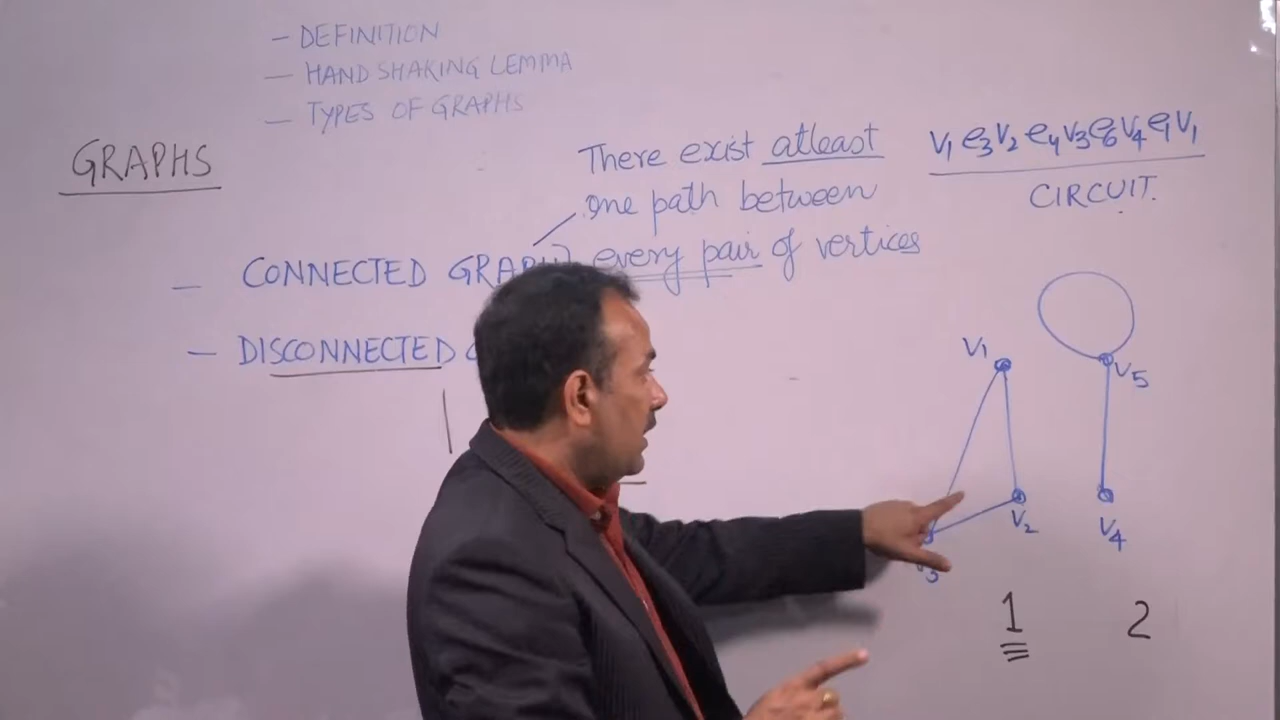 – DEFINITION
– HAND SHAKING LEMMA
– TYPES OF GRAPHS
GRAPHS
There exist atleast
one path between
every pair of vertices
– CONNECTED
– DISCONNECTED
V1 e3 V2 e4 V3 e6 V4 e1 V1
CIRCUIT.
V1
V5
V2
V4
1
2